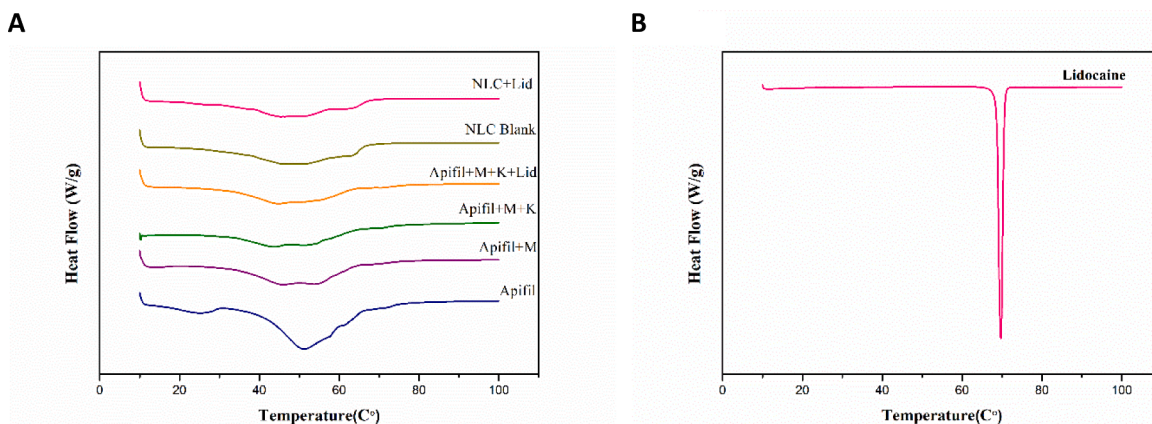 A
Heat Flow (W/g)
NLC+Lid
NLC Blank
Apifil+M+K+Lid
Apifil+M+K
Apifil+M
Apifil
0 20 40 60 80 100
Temperature(C°)
B
Heat Flow (W/g)
Lidocaine
0 20 40 60 80 100
Temperature(C°)